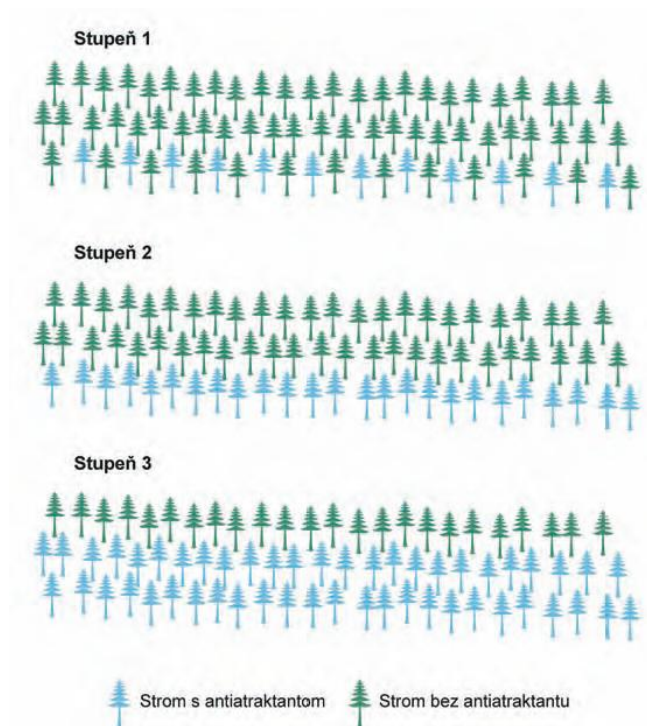 Stupeň 1
Stupeň 2
Stupeň 3
Strom s antiatraktantom Strom bez antiatraktantu